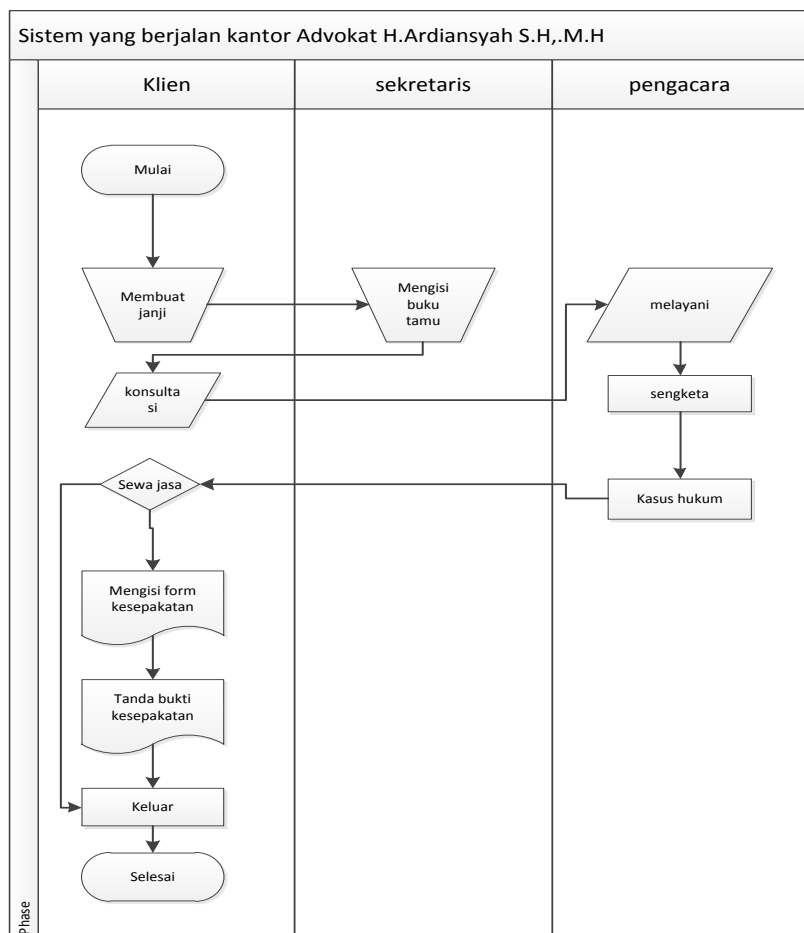 Sistem yang berjalan kantor Advokat H.Ardiansyah S.H,.M.H
Klien
sekretaris
pengacara
Mulai
Membuat
janji
Mengisi
buku
tamu
melayani
konsulta
si
sengketa
Sewa jasa
Kasus hukum
Mengisi form
kesepakatan
Tanda bukti
kesepakatan
Keluar
Selesai
Phase